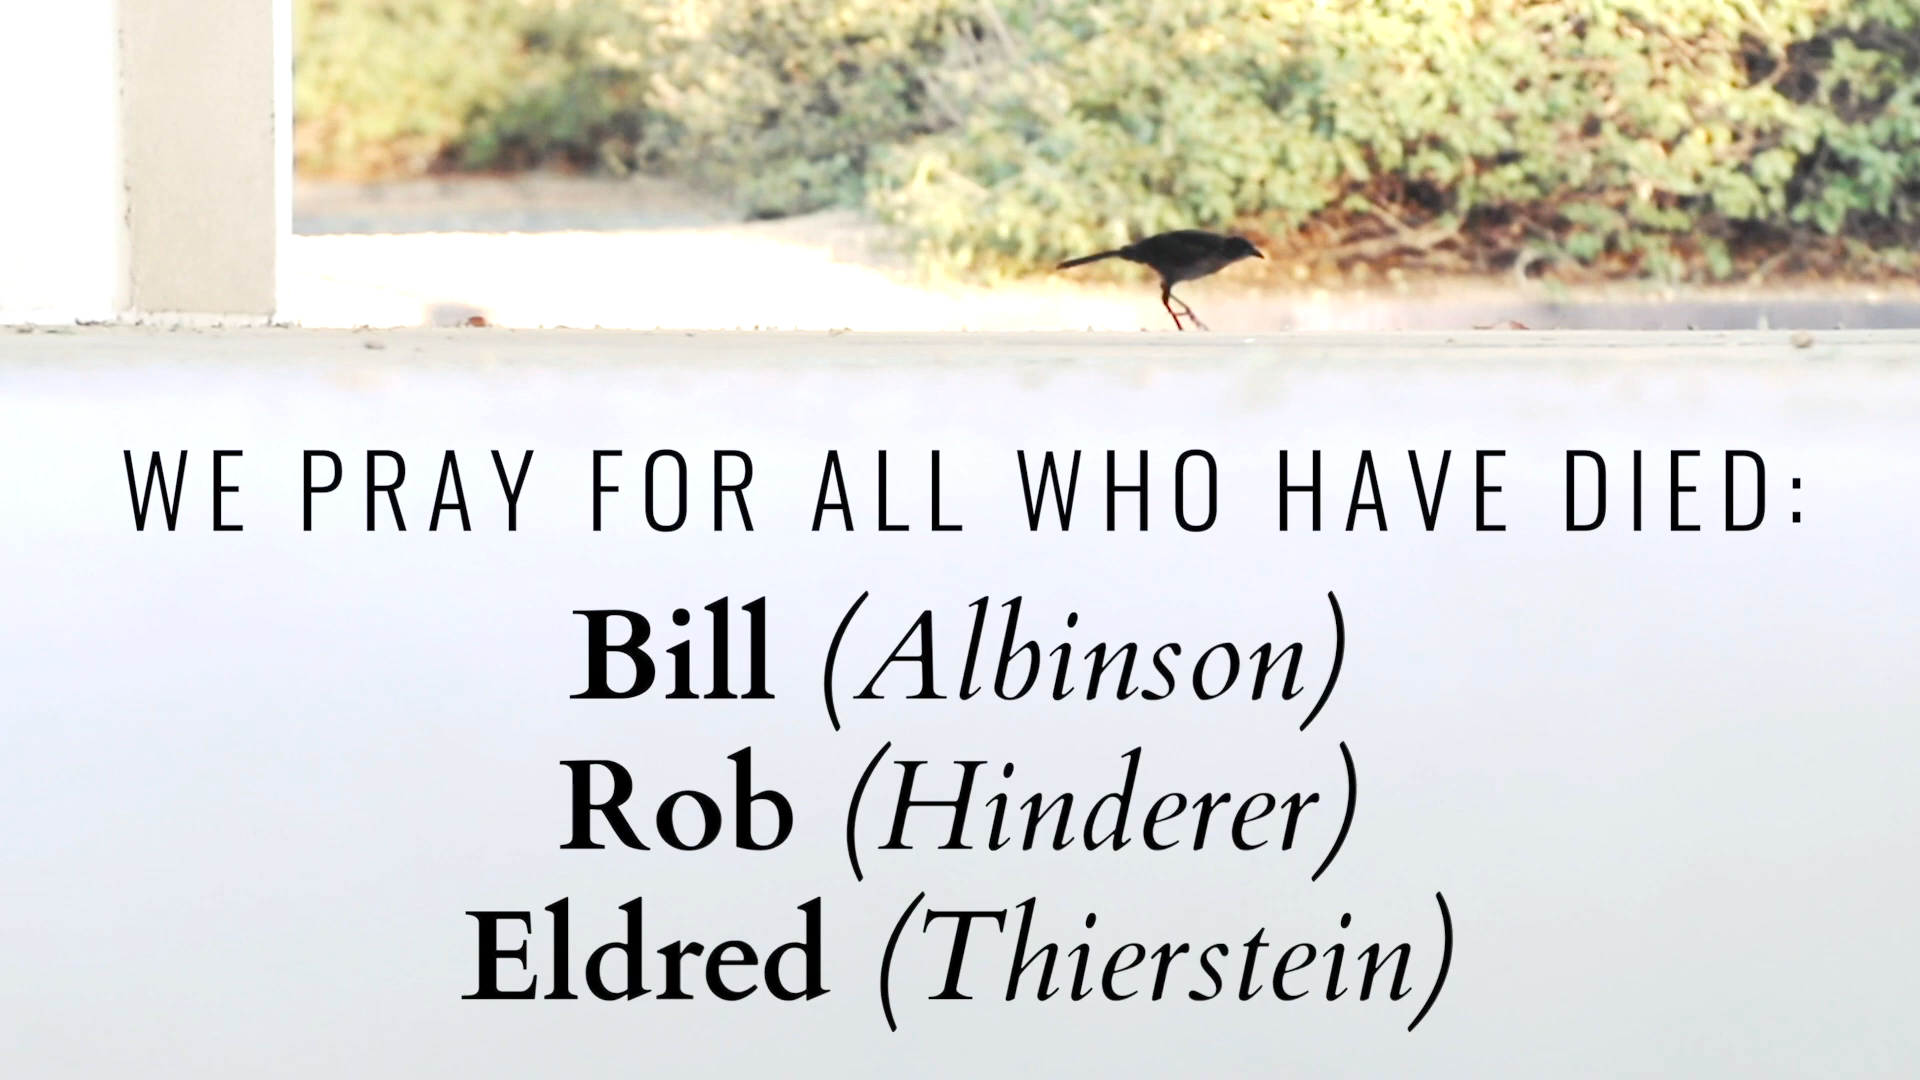 WE PRAY FOR ALL WHO HAVE DIED:
Bill (Albinson)
Rob (Hinderer)
Eldred (Thierstein)